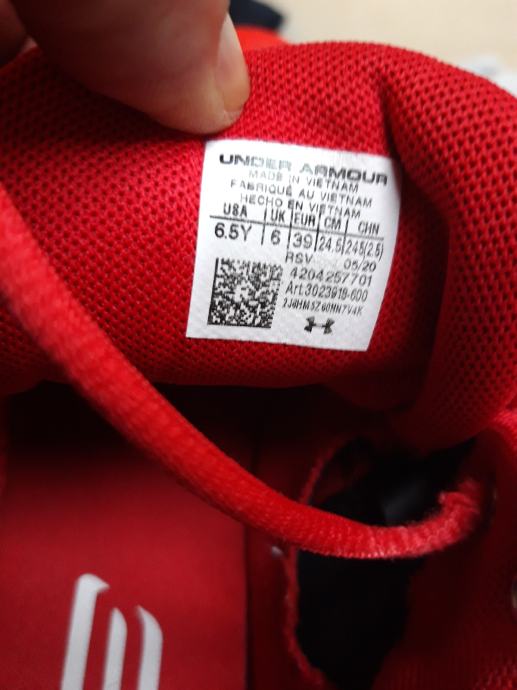 UNDER ARMOUR
MADE IN VIETNAM
FABRIQUÉ AU VIETNAM
HECHO EN VIETNAM
USA UK EUR CM CHN
6.5Y 6 39 24.5 245(2.5)
RSV 05/20
4204257701
Art.3023918-600